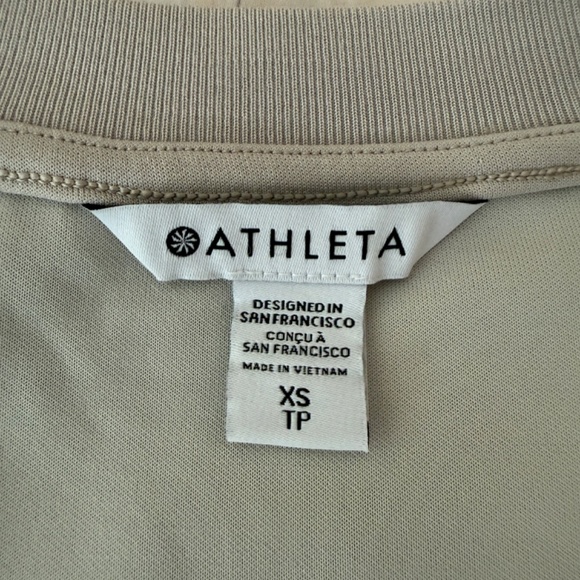 ATHLETA
DESIGNED IN
SAN FRANCISCO
CONÇU À
SAN FRANCISCO
MADE IN VIETNAM
XS
TP